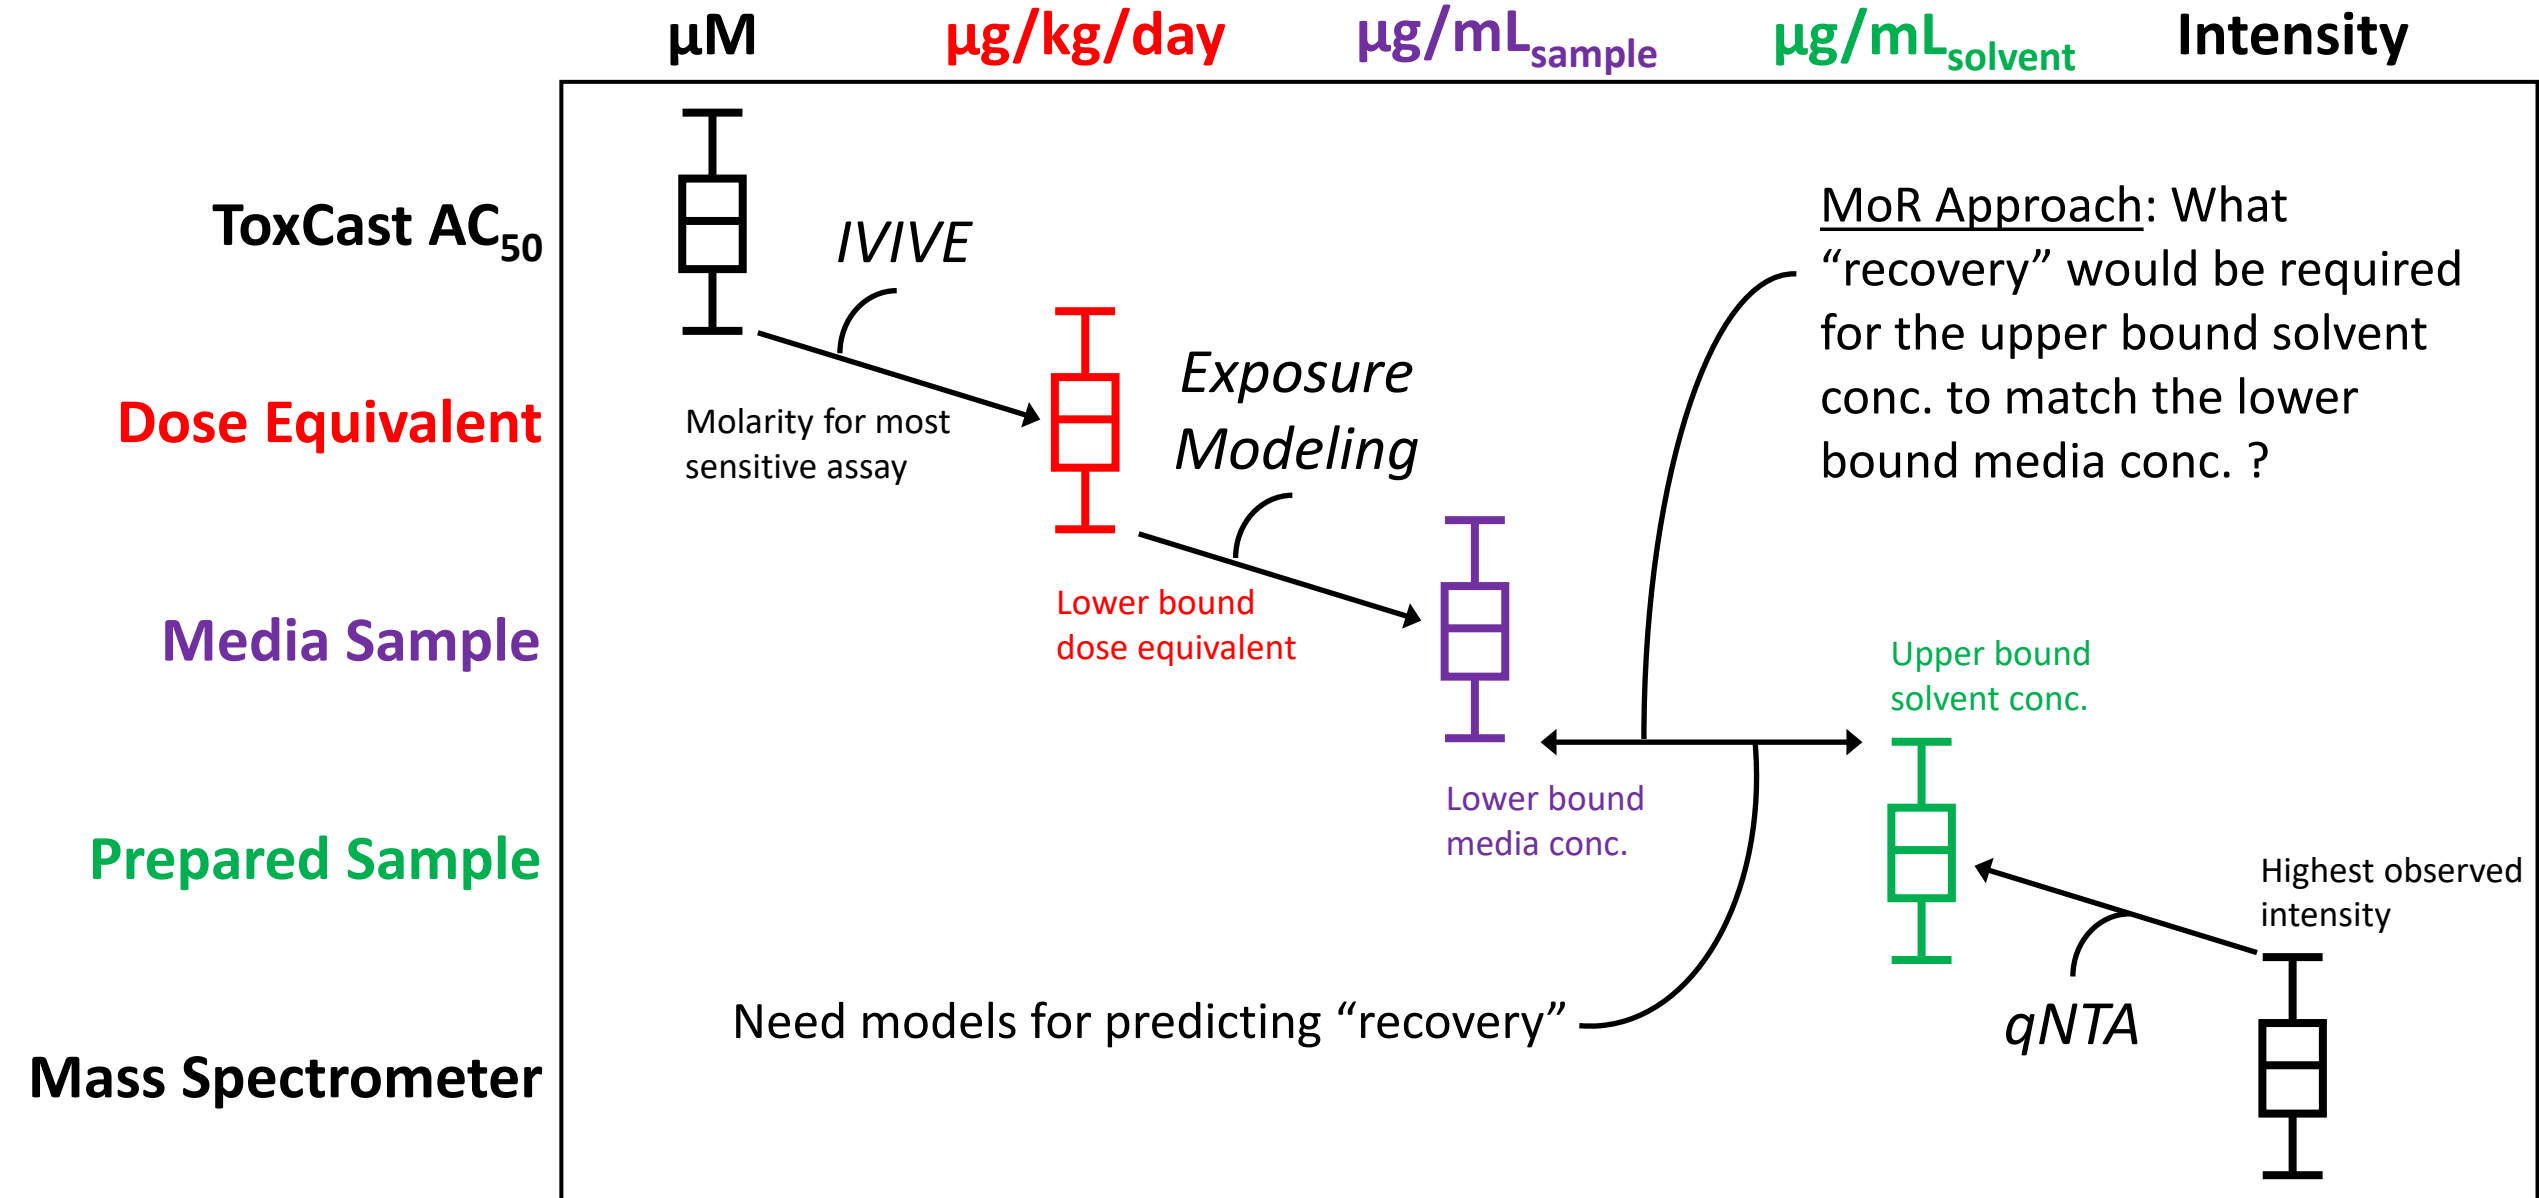 µM
µg/kg/day
µg/mLsample
µg/mLsolvent
Intensity
ToxCast AC50
Dose Equivalent
Media Sample
Prepared Sample
Mass Spectrometer
IVIVE
Molarity for most
sensitive assay
Exposure
Modeling
Lower bound
dose equivalent
MoR Approach: What
“recovery” would be required
for the upper bound solvent
conc. to match the lower
bound media conc. ?
Lower bound
media conc.
Upper bound
solvent conc.
Highest observed
intensity
qNTA
Need models for predicting “recovery”